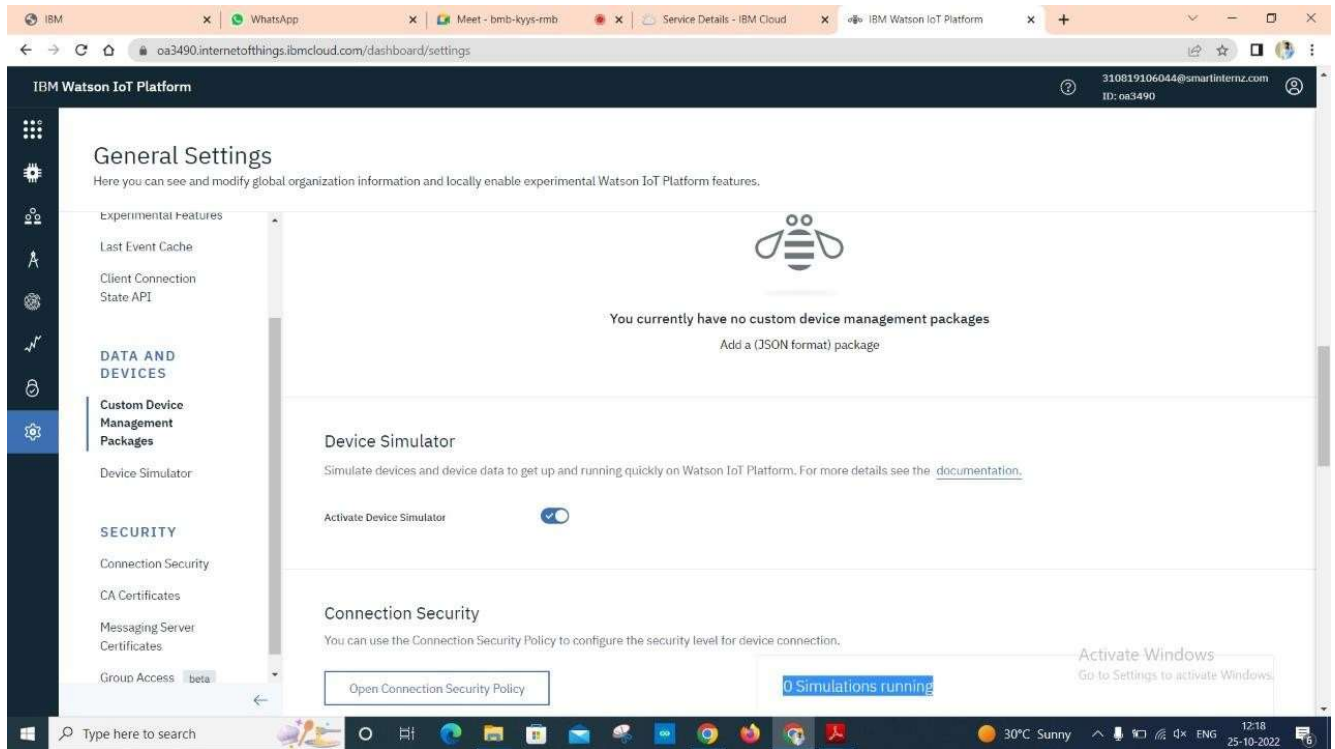 IBM
WhatsApp
Meet - bmb-kyys-rmb
Service Details - IBM Cloud
IBM Watson IoT Platform
oa3490.internetofthings.ibmcloud.com/dashboard/settings
IBM Watson IoT Platform
310819106044@smartinternz.com
ID: oa3490
General Settings
Here you can see and modify global organization information and locally enable experimental Watson IoT Platform features.
Experimental Features
Last Event Cache
Client Connection
State API
DATA AND
DEVICES
Custom Device
Management
Packages
Device Simulator
SECURITY
Connection Security
CA Certificates
Messaging Server
Certificates
Group Access beta
You currently have no custom device management packages
Add a (JSON format) package
Device Simulator
Simulate devices and device data to get up and running quickly on Watson IoT Platform. For more details see the documentation.
Activate Device Simulator
Connection Security
You can use the Connection Security Policy to configure the security level for device connection.
Open Connection Security Policy
0 Simulations running
Activate Windows
Go to Settings to activate Windows.
Type here to search
30°C Sunny
ENG
12:18
25-10-2022
6